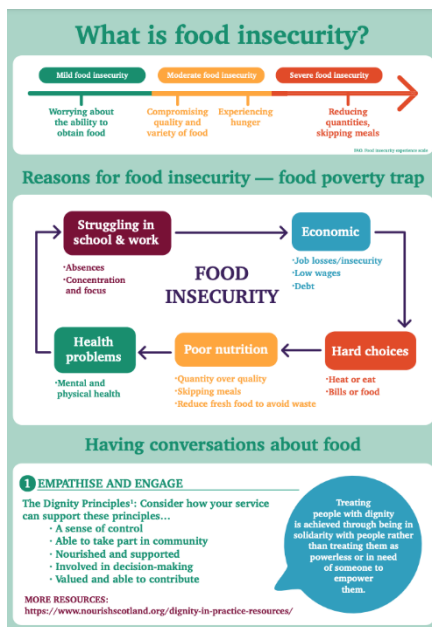 What is food insecurity?
Mild food insecurity
Moderate food insecurity
Severe food insecurity
Worrying about
the ability to
obtain food
Compromising
quality and
variety of food
Experiencing
hunger
Reducing
quantities,
skipping meals
FAO: Food insecurity experience scale
Reasons for food insecurity — food poverty trap
Struggling in
school & work
·Absences
·Concentration
and focus
Economic
·Job losses/insecurity
·Low wages
·Debt
FOOD
INSECURITY
Health
problems
·Mental and
physical health
Poor nutrition
·Quantity over quality
·Skipping meals
·Reduce fresh food to avoid waste
Hard choices
·Heat or eat
·Bills or food
Having conversations about food
1 EMPATHISE AND ENGAGE
The Dignity Principles¹: Consider how your service
can support these principles...
· A sense of control
· Able to take part in community
· Nourished and supported
· Involved in decision-making
· Valued and able to contribute
MORE RESOURCES:
https://www.nourishscotland.org/dignity-in-practice-resources/
Treating
people with dignity
is achieved through being in
solidarity with people rather
than treating them as
powerless or in need
of someone to
empower
them.